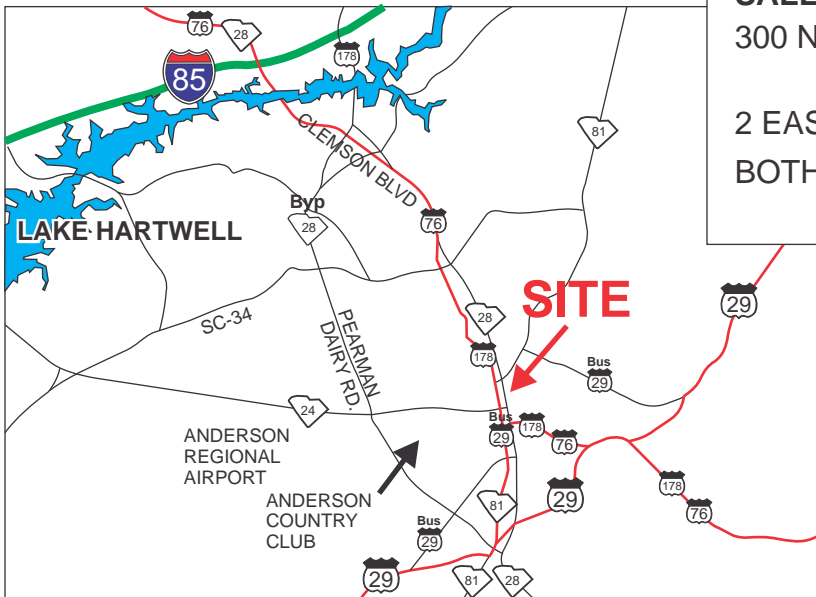 SALE
300 N
2 EAS
BOTH
76
28
178
85
81
CLEMSON BLVD
Byp
28
76
LAKE HARTWELL
29
SITE
SC-34
28
PEARMAN
DAIRY RD.
178
Bus
29
24
Bus
29
178
76
ANDERSON
REGIONAL
AIRPORT
178
ANDERSON
COUNTRY
CLUB
81
29
76
Bus
29
29
81
28